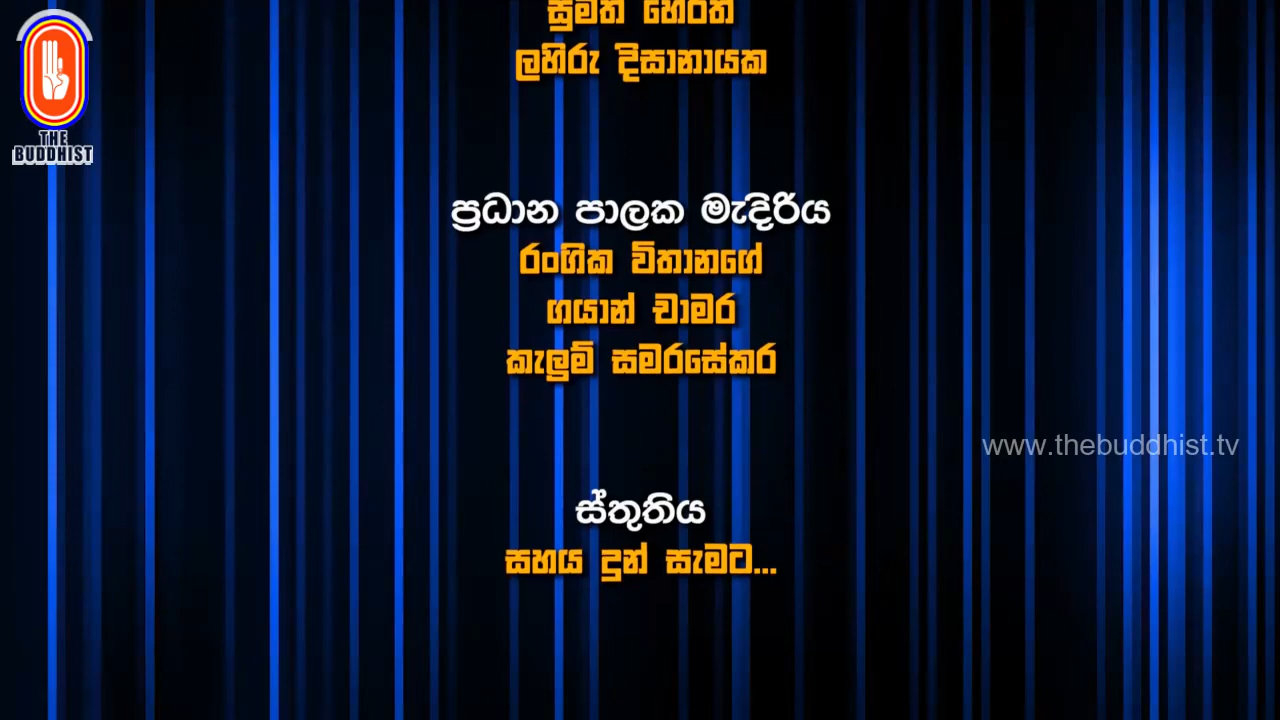 සුමත් හේරත්
ලහිරු දිසානායක
THE
BUDDHIST
ප්‍රධාන පාලක මැදිරිය
රංගික විතානගේ
ගයාන් චාමර
කැලුම් සමරසේකර
www.thebuddhist.tv
ස්තුතිය
සහය දුන් සැමට...